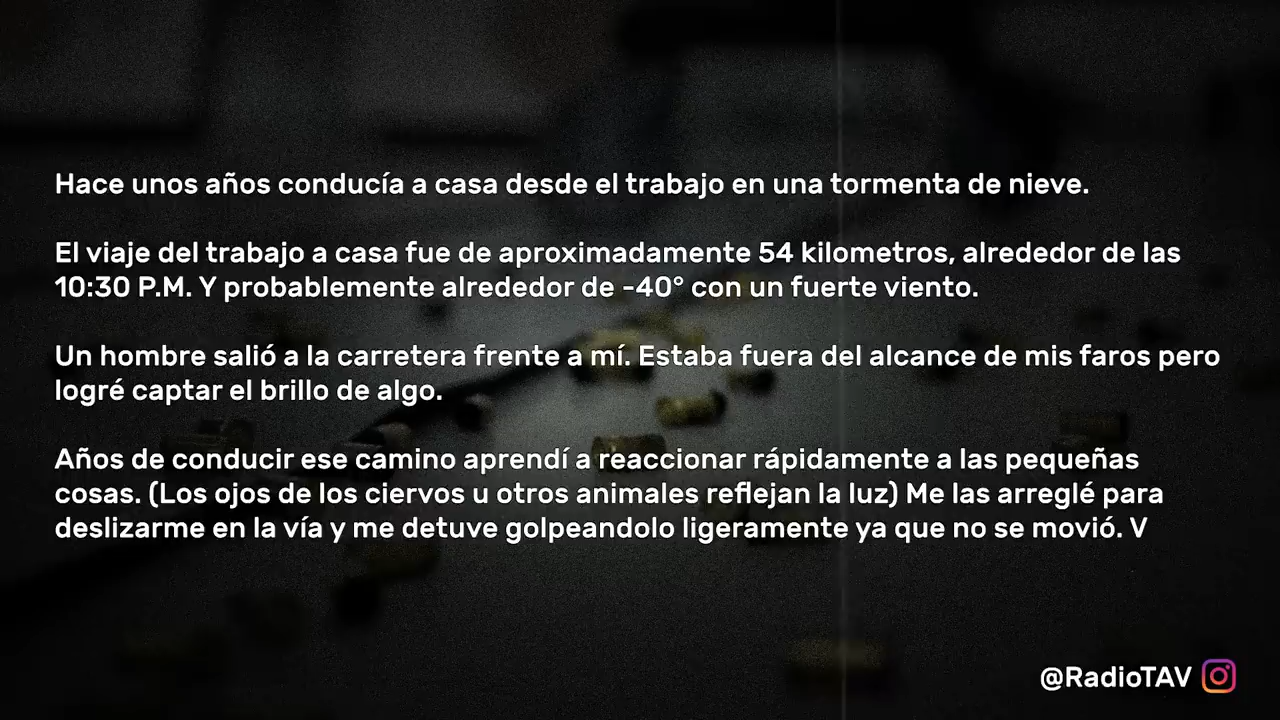 Hace unos años conducía a casa desde el trabajo en una tormenta de nieve.
El viaje del trabajo a casa fue de aproximadamente 54 kilometros, alrededor de las
10:30 P.M. Y probablemente alrededor de -40° con un fuerte viento.
Un hombre salió a la carretera frente a mí. Estaba fuera del alcance de mis faros pero
logré captar el brillo de algo.
Años de conducir ese camino aprendí a reaccionar rápidamente a las pequeñas
cosas. (Los ojos de los ciervos u otros animales reflejan la luz) Me las arreglé para
deslizarme en la vía y me detuve golpeandolo ligeramente ya que no se movió. V
@RadioTAV